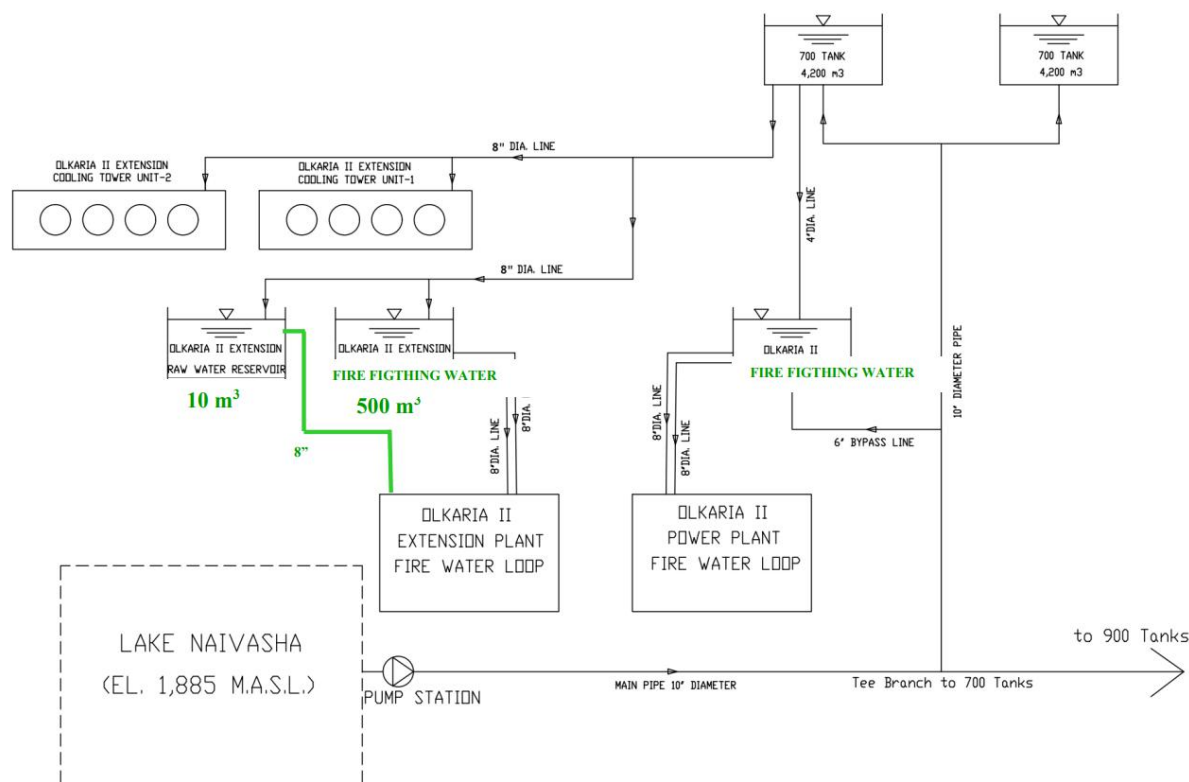 700 TANK
4,200 m3
700 TANK
4,200 m3
8" DIA. LINE
OLKARIA II EXTENSION
COOLING TOWER UNIT-2
OLKARIA II EXTENSION
COOLING TOWER UNIT-1
4"DIA. LINE
8" DIA. LINE
OLKARIA II EXTENSION
RAW WATER RESERVOIR
10 m³
OLKARIA II EXTENSION
FIRE FIGTHING WATER
500 m³
OLKARIA II
FIRE FIGTHING WATER
10" DIAMETER PIPE
8"DIA. LINE
8"DIA.
8"DIA. LINE
8"DIA. LINE
6" BYPASS LINE
8”
OLKARIA II
EXTENSION PLANT
FIRE WATER LOOP
OLKARIA II
POWER PLANT
FIRE WATER LOOP
LAKE NAIVASHA
(EL. 1,885 M.A.S.L.)
PUMP STATION
MAIN PIPE 10" DIAMETER
Tee Branch to 700 Tanks
to 900 Tanks